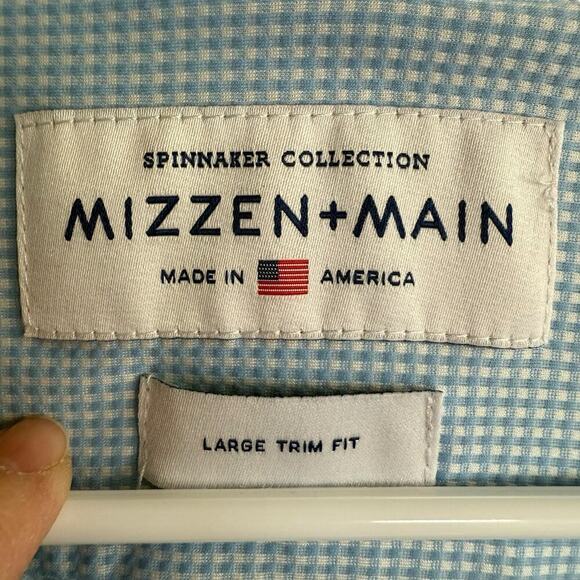 SPINNAKER COLLECTION
MIZZEN+MAIN
MADE IN AMERICA
LARGE TRIM FIT